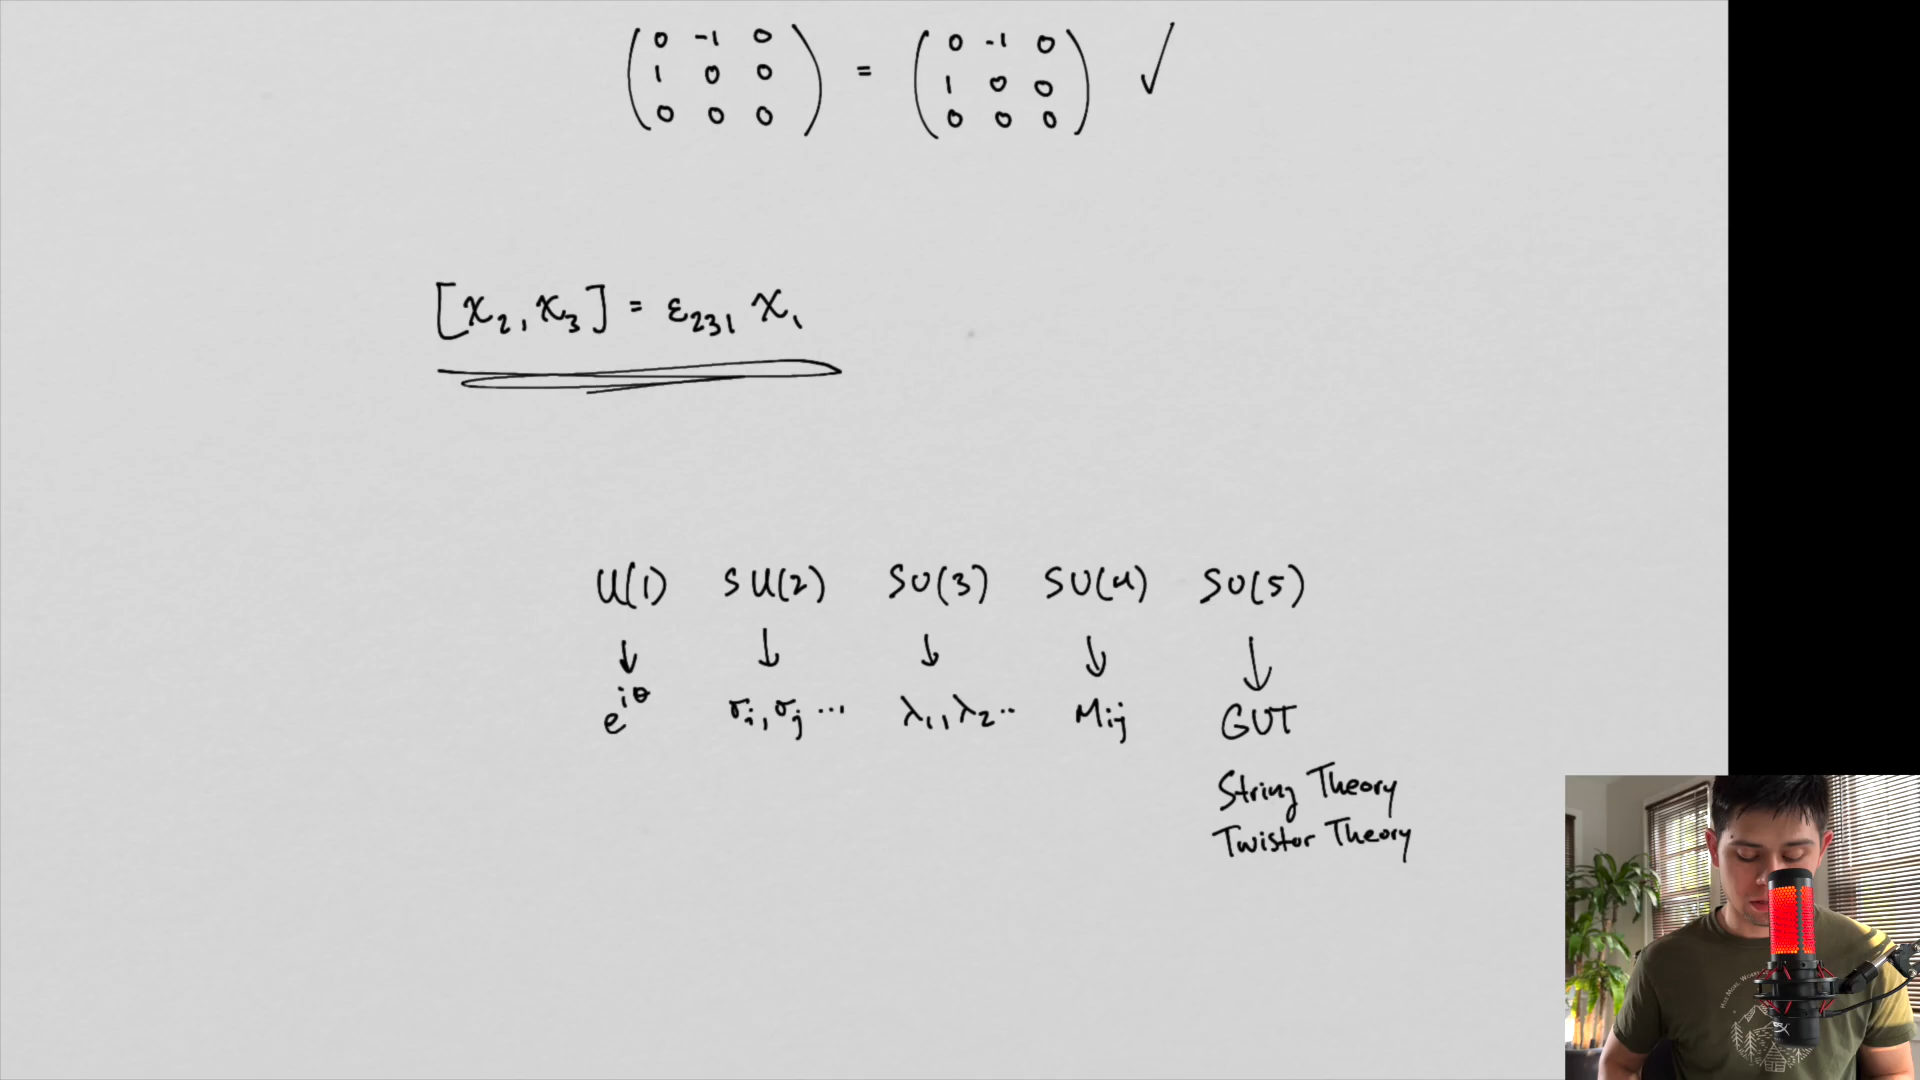 ( 0 -1 0 ) = ( 0 -1 0 ) ✓
( 1 0 0 ) ( 1 0 0 )
( 0 0 0 ) ( 0 0 0 )
[X₂, X₃] = ε₂₃₁ X₁
U(1) SU(2) SU(3) SU(4) SU(5)
↓ ↓ ↓ ↓ ↓
e^{iθ} σᵢ, σⱼ ... λ₁, λ₂ .. Mᵢⱼ GUT
String Theory
Twistor Theory